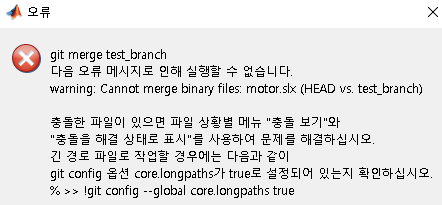 오류
git merge test_branch
다음 오류 메시지로 인해 실행할 수 없습니다.
warning: Cannot merge binary files: motor.slx (HEAD vs. test_branch)
충돌한 파일이 있으면 파일 상황별 메뉴 "충돌 보기"와
"충돌을 해결 상태로 표시"를 사용하여 문제를 해결하십시오.
긴 경로 파일로 작업할 경우에는 다음과 같이
git config 옵션 core.longpaths가 true로 설정되어 있는지 확인하십시오.
% >> !git config --global core.longpaths true